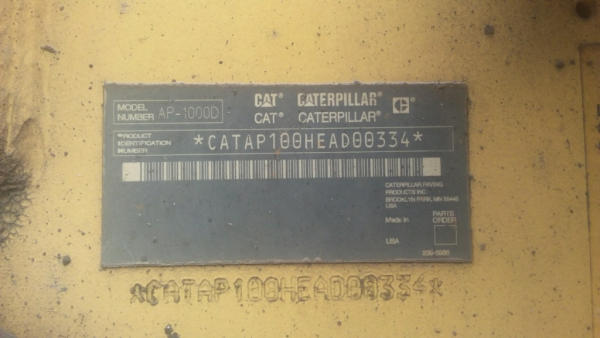 MODEL NUMBER AP-1000D
CAT® CATERPILLAR®
CAT® CATERPILLAR®
*PRODUCT IDENTIFICATION NUMBER
*CATAP100HEAD00334*
CATERPILLAR PAVING
PRODUCTS INC.
BROOKLYN PARK, MN 55445
USA
Made In
USA
PARTS
ORDER
*CATAP100HEAD00334*